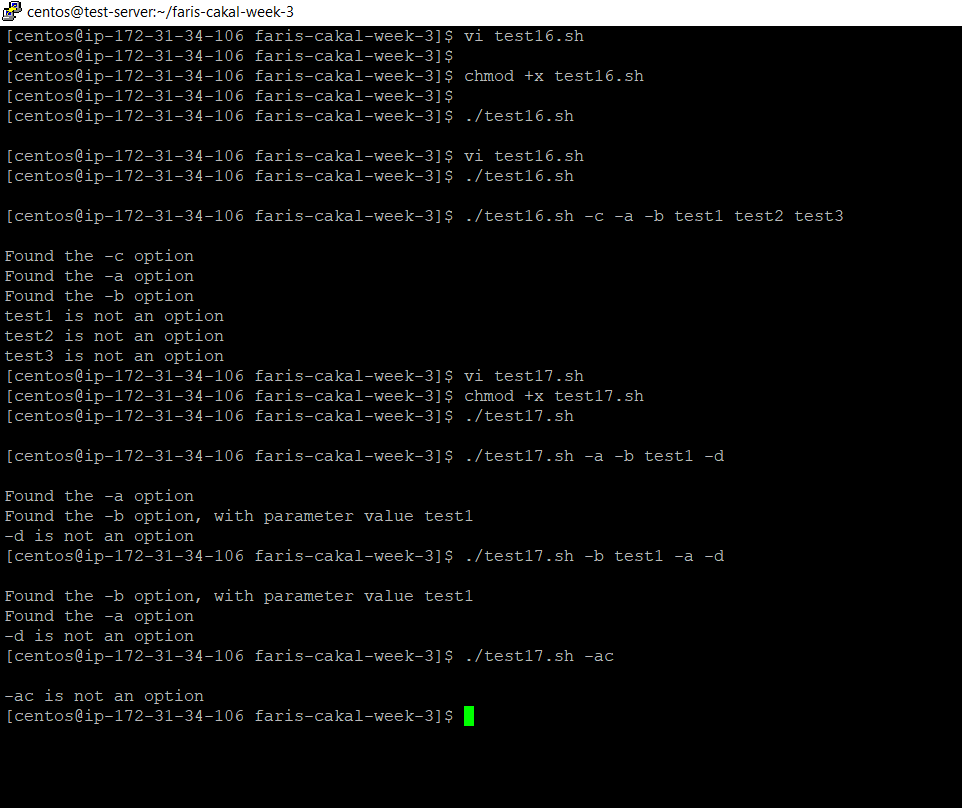 centos@test-server:~/faris-cakal-week-3
[centos@ip-172-31-34-106 faris-cakal-week-3]$ vi test16.sh
[centos@ip-172-31-34-106 faris-cakal-week-3]$
[centos@ip-172-31-34-106 faris-cakal-week-3]$ chmod +x test16.sh
[centos@ip-172-31-34-106 faris-cakal-week-3]$
[centos@ip-172-31-34-106 faris-cakal-week-3]$ ./test16.sh
[centos@ip-172-31-34-106 faris-cakal-week-3]$ vi test16.sh
[centos@ip-172-31-34-106 faris-cakal-week-3]$ ./test16.sh
[centos@ip-172-31-34-106 faris-cakal-week-3]$ ./test16.sh -c -a -b test1 test2 test3
Found the -c option
Found the -a option
Found the -b option
test1 is not an option
test2 is not an option
test3 is not an option
[centos@ip-172-31-34-106 faris-cakal-week-3]$ vi test17.sh
[centos@ip-172-31-34-106 faris-cakal-week-3]$ chmod +x test17.sh
[centos@ip-172-31-34-106 faris-cakal-week-3]$ ./test17.sh
[centos@ip-172-31-34-106 faris-cakal-week-3]$ ./test17.sh -a -b test1 -d
Found the -a option
Found the -b option, with parameter value test1
-d is not an option
[centos@ip-172-31-34-106 faris-cakal-week-3]$ ./test17.sh -b test1 -a -d
Found the -b option, with parameter value test1
Found the -a option
-d is not an option
[centos@ip-172-31-34-106 faris-cakal-week-3]$ ./test17.sh -ac
-ac is not an option
[centos@ip-172-31-34-106 faris-cakal-week-3]$